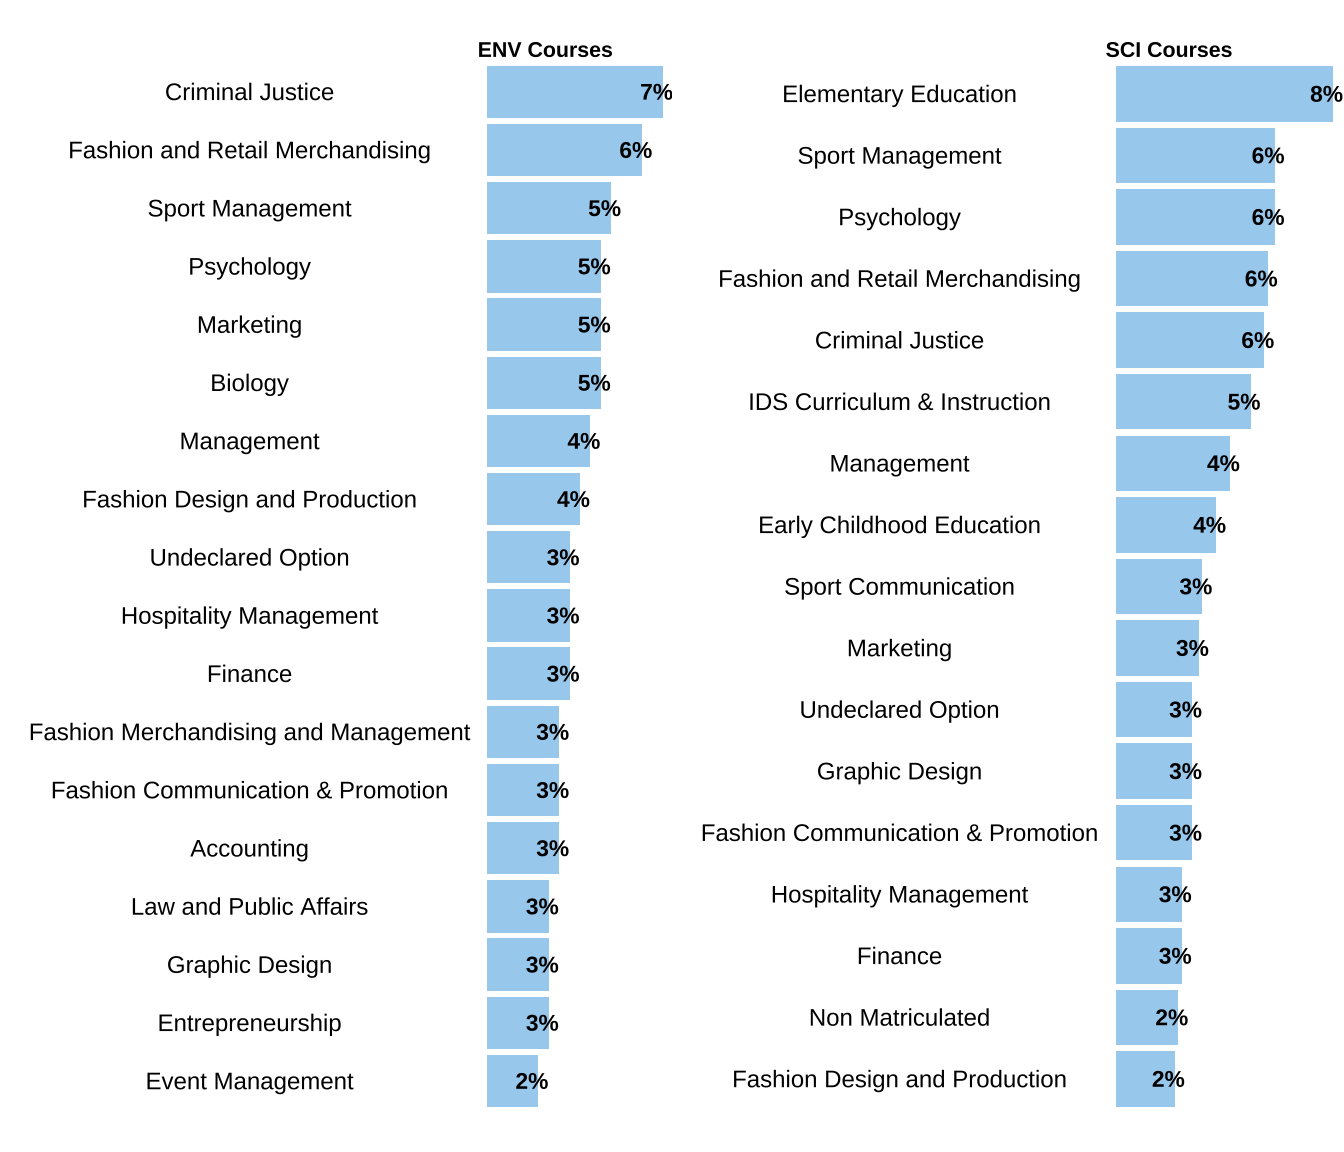 ENV Courses
Criminal Justice 7%
Fashion and Retail Merchandising 6%
Sport Management 5%
Psychology 5%
Marketing 5%
Biology 5%
Management 4%
Fashion Design and Production 4%
Undeclared Option 3%
Hospitality Management 3%
Finance 3%
Fashion Merchandising and Management 3%
Fashion Communication & Promotion 3%
Accounting 3%
Law and Public Affairs 3%
Graphic Design 3%
Entrepreneurship 3%
Event Management 2%
SCI Courses
Elementary Education 8%
Sport Management 6%
Psychology 6%
Fashion and Retail Merchandising 6%
Criminal Justice 6%
IDS Curriculum & Instruction 5%
Management 4%
Early Childhood Education 4%
Sport Communication 3%
Marketing 3%
Undeclared Option 3%
Graphic Design 3%
Fashion Communication & Promotion 3%
Hospitality Management 3%
Finance 3%
Non Matriculated 2%
Fashion Design and Production 2%